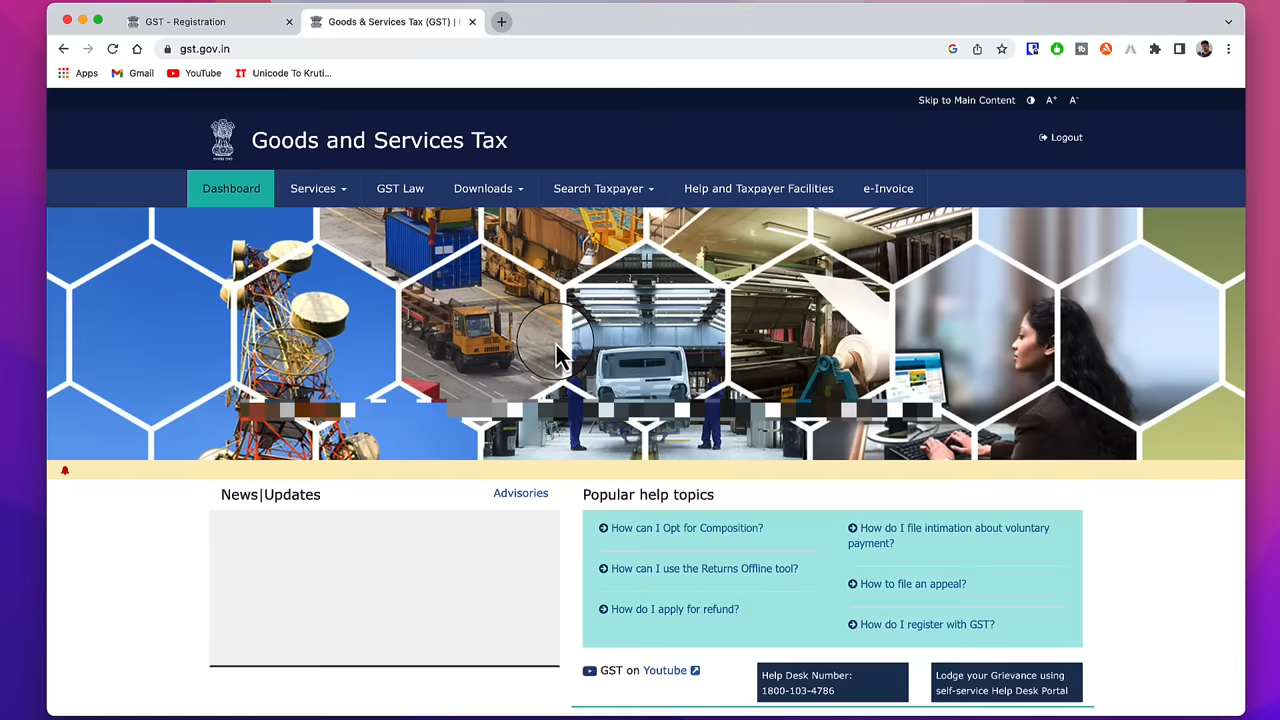 GST - Registration
Goods & Services Tax (GST) |
gst.gov.in
Apps
Gmail
YouTube
Unicode To Kruti...
Skip to Main Content
A+
A-
Goods and Services Tax
Logout
Dashboard
Services
GST Law
Downloads
Search Taxpayer
Help and Taxpayer Facilities
e-Invoice
News|Updates
Advisories
Popular help topics
How can I Opt for Composition?
How can I use the Returns Offline tool?
How do I apply for refund?
How do I file intimation about voluntary
payment?
How to file an appeal?
How do I register with GST?
GST on Youtube
Help Desk Number:
1800-103-4786
Lodge your Grievance using
self-service Help Desk Portal